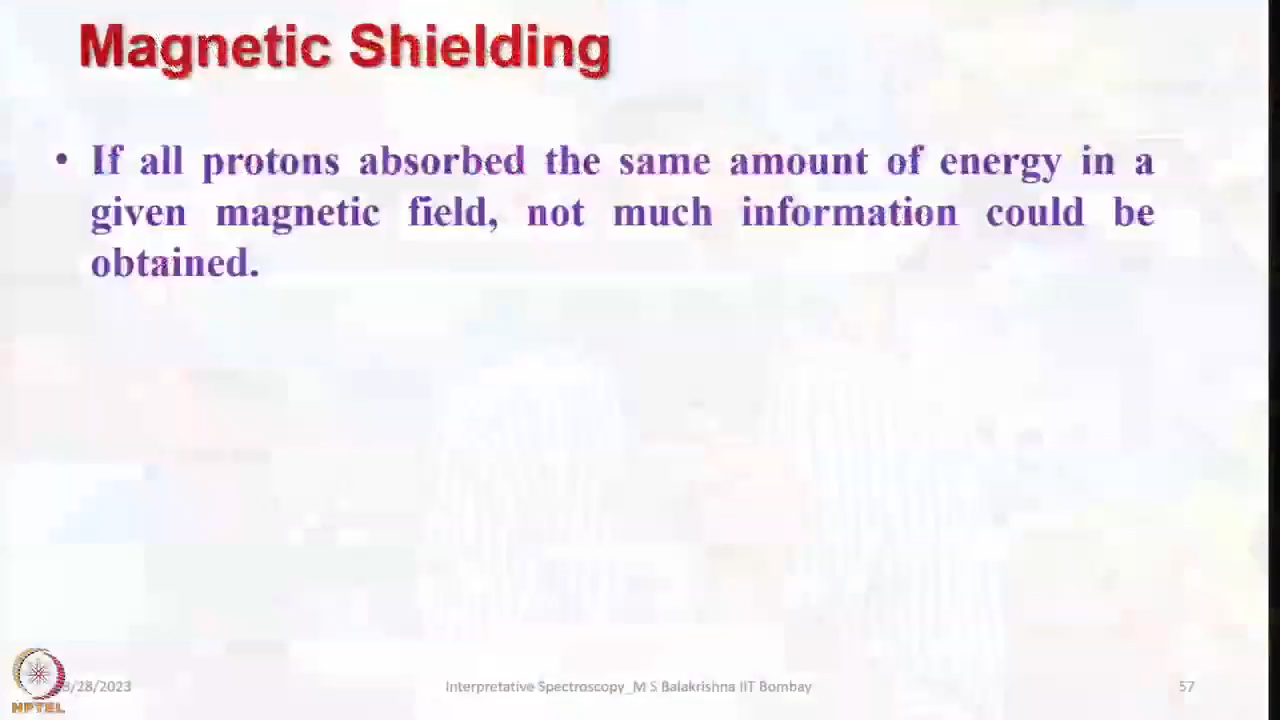 Magnetic Shielding
• If all protons absorbed the same amount of energy in a
given magnetic field, not much information could be
obtained.
8/28/2023
Interpretative Spectroscopy_M S Balakrishna IIT Bombay
57
NPTEL